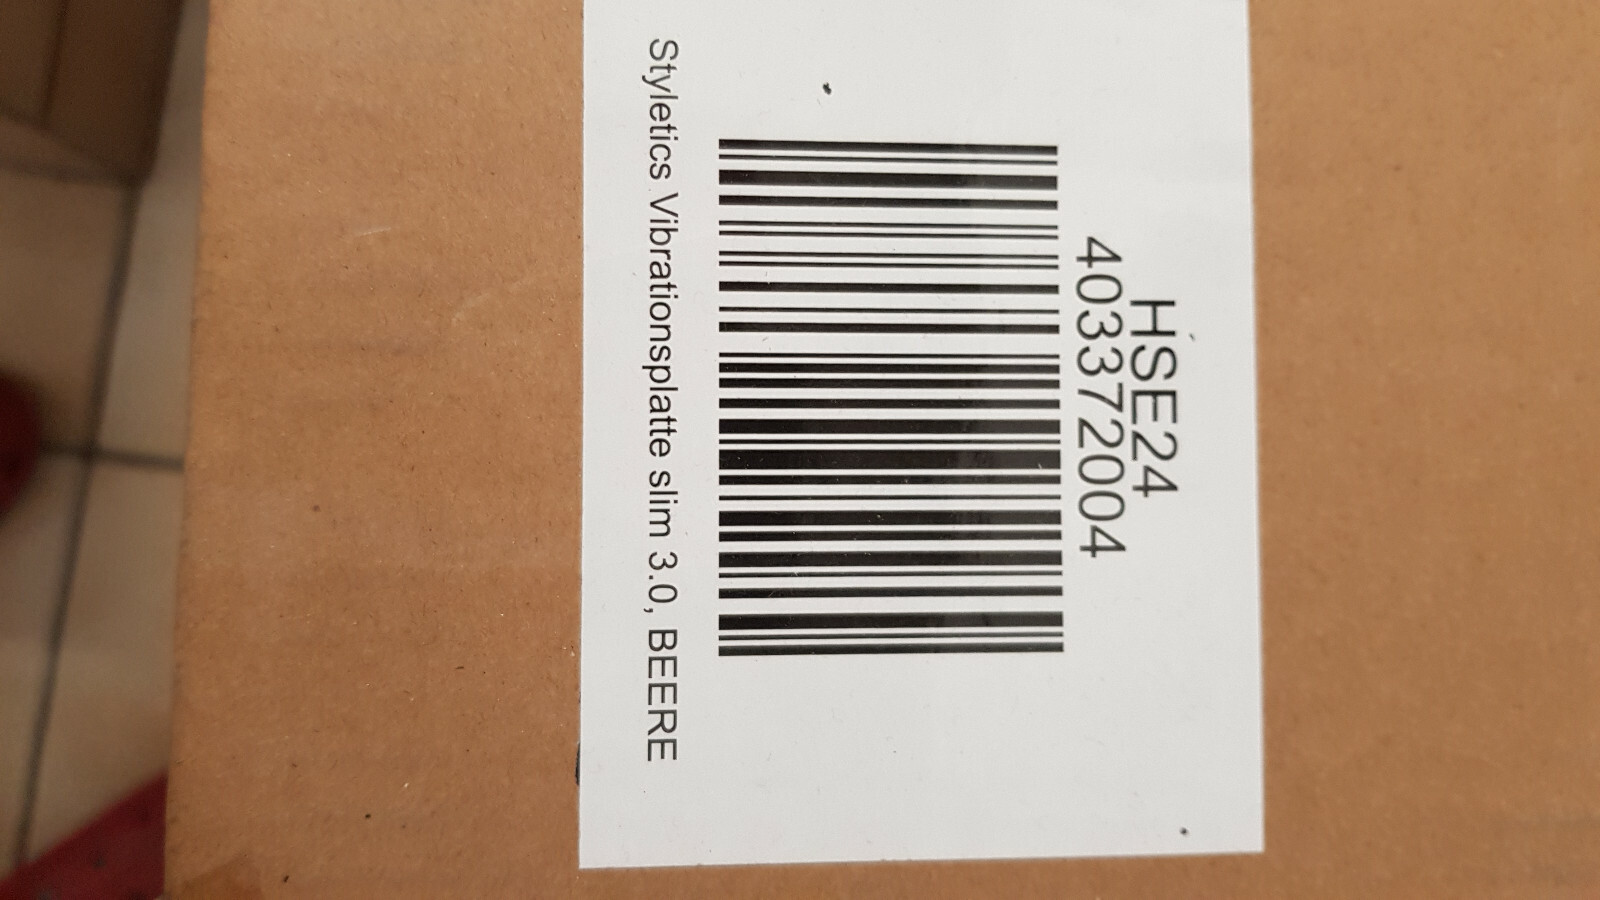 HSE24
403372004
Styletics Vibrationsplatte slim 3.0, BEERE